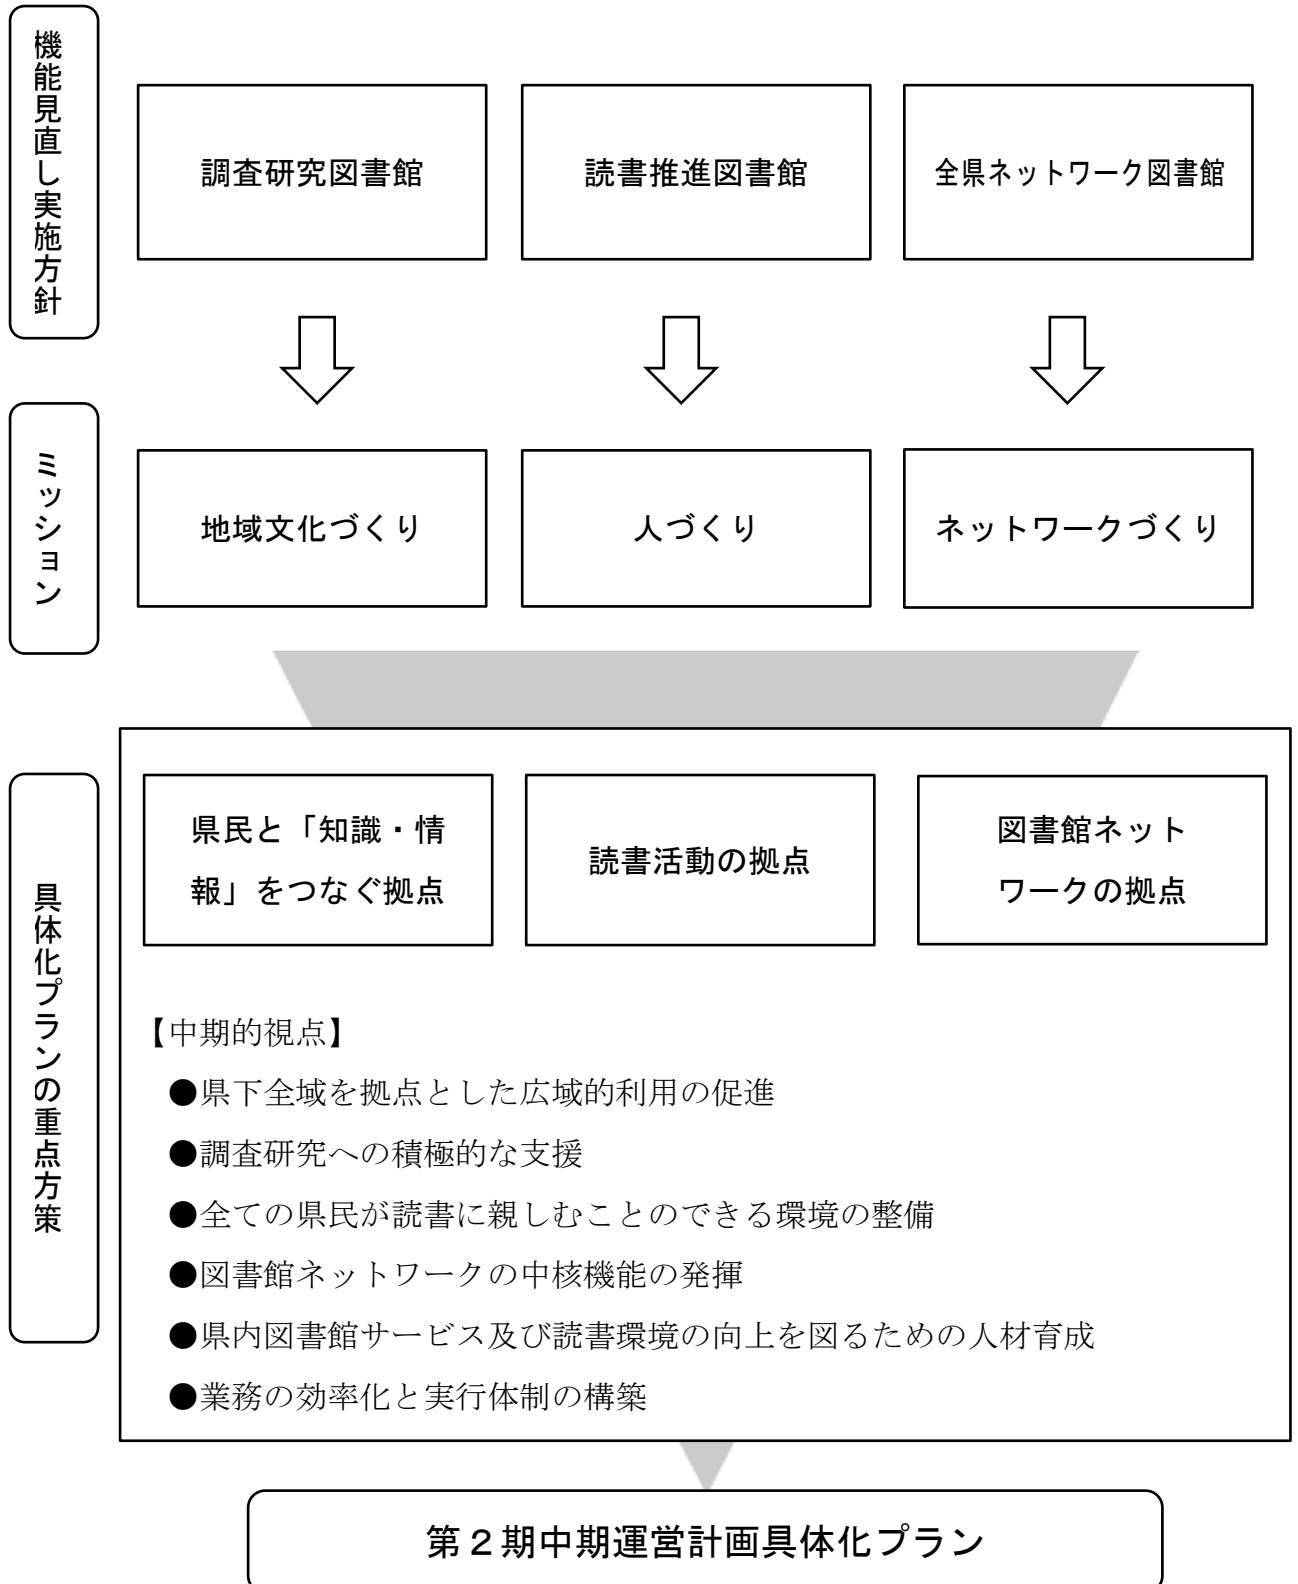 機能見直し実施方針
調査研究図書館
読書推進図書館
全県ネットワーク図書館
ミッション
地域文化づくり
人づくり
ネットワークづくり
具体化プランの重点方策
県民と「知識・情
報」をつなぐ拠点
読書活動の拠点
図書館ネット
ワークの拠点
【中期的視点】
●県下全域を拠点とした広域的利用の促進
●調査研究への積極的な支援
●全ての県民が読書に親しむことのできる環境の整備
●図書館ネットワークの中核機能の発揮
●県内図書館サービス及び読書環境の向上を図るための人材育成
●業務の効率化と実行体制の構築
第２期中期運営計画具体化プラン